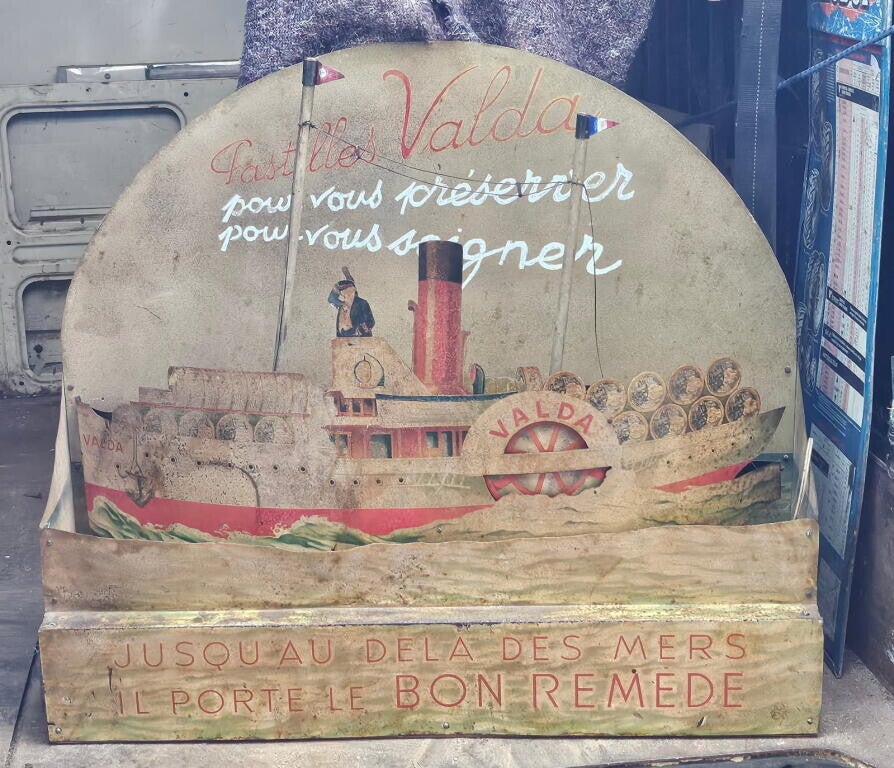 Pastilles Valda
pour vous préserver
pour vous soigner
VALDA
VALDA
JUSQU'AU DELA DES MERS
IL PORTE LE BON REMEDE